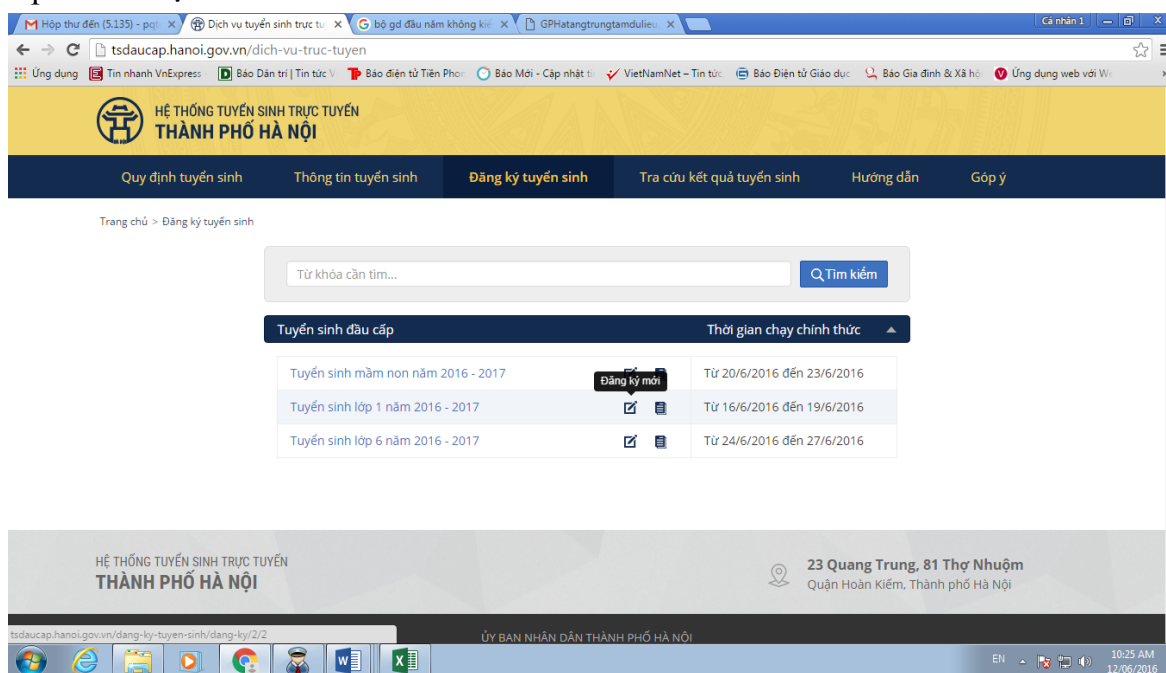 Hộp thư đến (5.135) - pq
Dịch vụ tuyển sinh trực tu
bộ gd đầu năm không kiể
GPHatangtrungtamdulieu
Cá nhân 1
tsdaucap.hanoi.gov.vn/dich-vu-truc-tuyen
Ứng dụng
Tin nhanh VnExpress -
Báo Dân trí | Tin tức V
Báo điện tử Tiền Phon
Báo Mới - Cập nhật ti
VietNamNet – Tin tức,
Báo Điện tử Giáo dục
Báo Gia đình & Xã hộ
Ứng dụng web với We
HỆ THỐNG TUYỂN SINH TRỰC TUYẾN
THÀNH PHỐ HÀ NỘI
Quy định tuyển sinh
Thông tin tuyển sinh
Đăng ký tuyển sinh
Tra cứu kết quả tuyển sinh
Hướng dẫn
Góp ý
Trang chủ > Đăng ký tuyển sinh
Từ khóa cần tìm...
Tìm kiếm
Tuyển sinh đầu cấp
Thời gian chạy chính thức
Tuyển sinh mầm non năm 2016 - 2017
Từ 20/6/2016 đến 23/6/2016
Đăng ký mới
Tuyển sinh lớp 1 năm 2016 - 2017
Từ 16/6/2016 đến 19/6/2016
Tuyển sinh lớp 6 năm 2016 - 2017
Từ 24/6/2016 đến 27/6/2016
HỆ THỐNG TUYỂN SINH TRỰC TUYẾN
THÀNH PHỐ HÀ NỘI
23 Quang Trung, 81 Thợ Nhuộm
Quận Hoàn Kiếm, Thành phố Hà Nội
tsdaucap.hanoi.gov.vn/dang-ky-tuyen-sinh/dang-ky/2/2
ỦY BAN NHÂN DÂN THÀNH PHỐ HÀ NỘI
EN
10:25 AM
12/06/2016